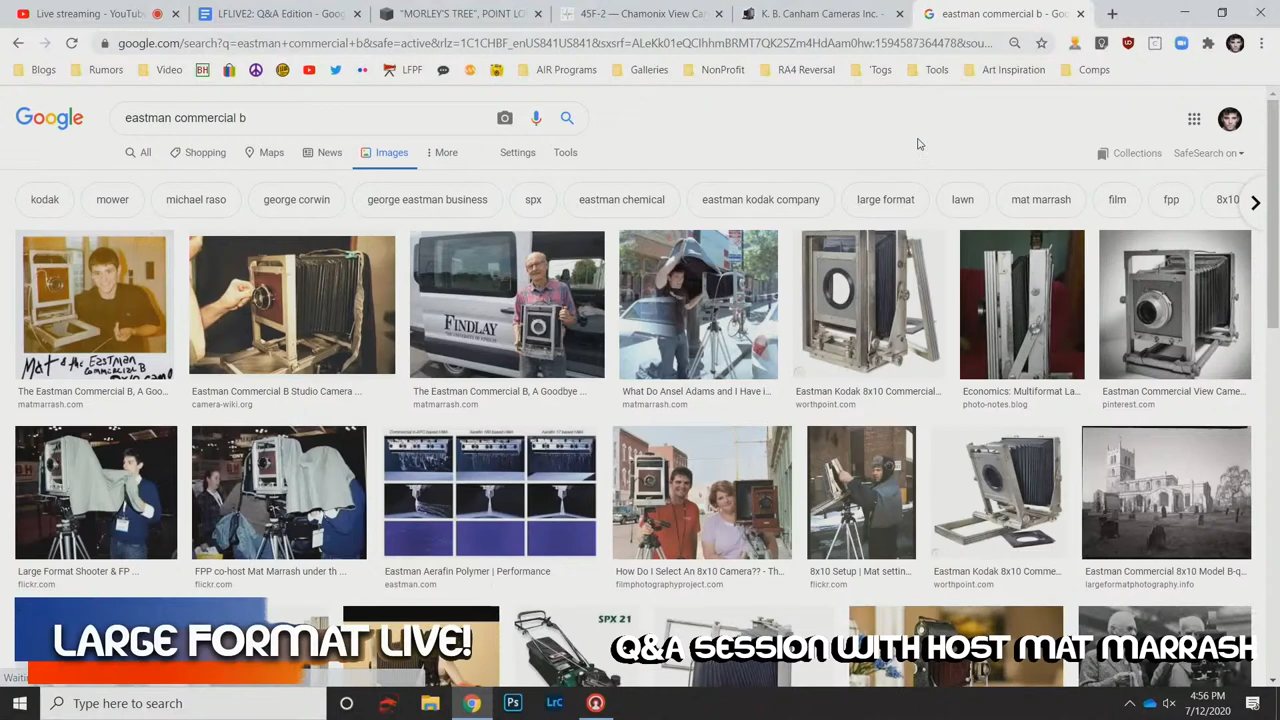 Live streaming - YouTube
LFLIVE2: Q&A Edition - Google
"MORLEY'S TREE", POINT LO
45F-2 — Chamonix View Ca
K. B. Canham Cameras Inc. -
eastman commercial b - Goo
google.com/search?q=eastman+commercial+b&safe=active&rlz=1C1CHBF_enUS841US841&sxsrf=ALeKk01eQClhhmBRMT7QK2SZm4HdAam0hw:1594587364478&sou...
Blogs
Rumors
Video
BH
LFPF
AIR Programs
Galleries
NonProfit
RA4 Reversal
'Togs
Tools
Art Inspiration
Comps
Google
eastman commercial b
All
Shopping
Maps
News
Images
More
Settings
Tools
Collections
SafeSearch on
kodak
mower
michael raso
george corwin
george eastman business
spx
eastman chemical
eastman kodak company
large format
lawn
mat marrash
film
fpp
8x10
Mat & the Eastman
Commercial B
8x10 cam!
FINDLAY
The Eastman Commercial B, A Goo...
matmarrash.com
Eastman Commercial B Studio Camera ...
camera-wiki.org
The Eastman Commercial B, A Goodbye ...
matmarrash.com
What Do Ansel Adams and I Have i...
matmarrash.com
Eastman Kodak 8x10 Commercial...
worthpoint.com
Economics: Multiformat La...
photo-notes.blog
Eastman Commercial View Came...
pinterest.com
Large Format Shooter & FP ...
flickr.com
FPP co-host Mat Marrash under th ...
flickr.com
Eastman Aerafin Polymer | Performance
eastman.com
How Do I Select An 8x10 Camera?? - Th...
filmphotographyproject.com
8x10 Setup | Mat settin...
flickr.com
Eastman Kodak 8x10 Comme...
worthpoint.com
Eastman Commercial 8x10 Model B-q...
largeformatphotography.info
SPX 21
LARGE FORMAT LIVE!
Q&A SESSION WITH HOST MAT MARRASH
Type here to search
Ps
LrC
4:56 PM
7/12/2020